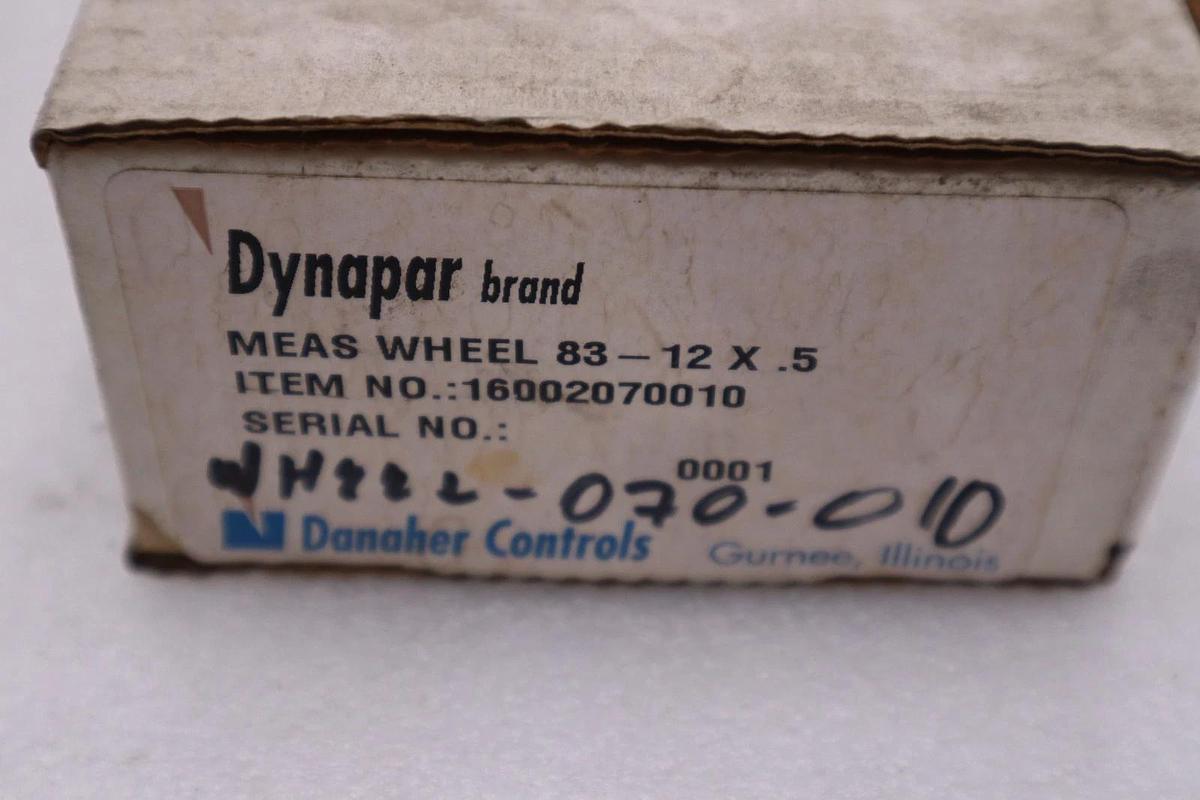 Dynapar brand
MEAS WHEEL 83-12 X .5
ITEM NO.:16002070010
SERIAL NO.:
0001
-070-010
Danaher Controls Gurnee, Illinois